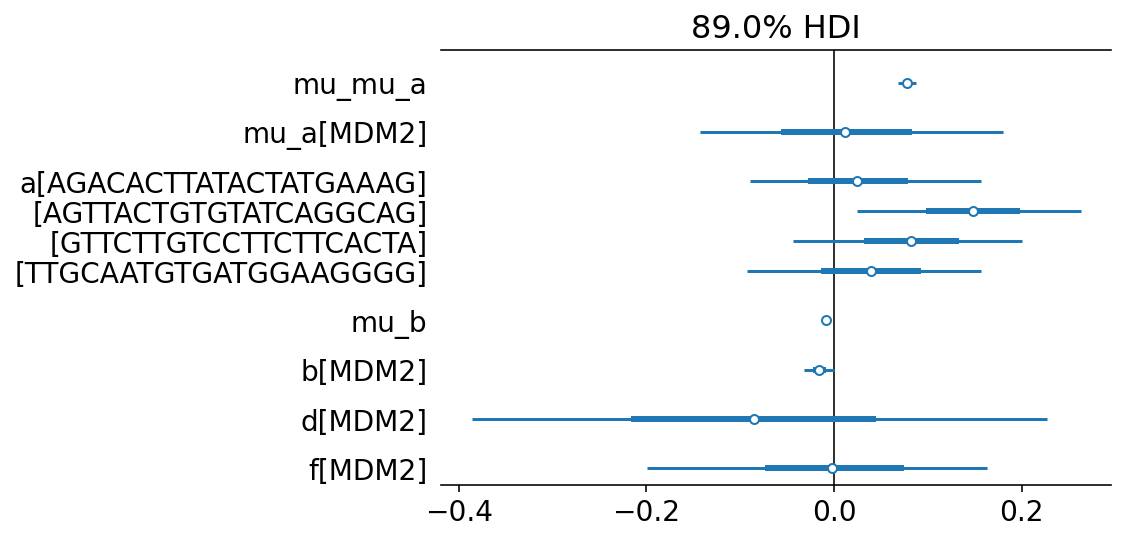 89.0% HDI
mu_mu_a
mu_a[MDM2]
a[AGACACTTATACTATGAAAG]
[AGTTACTGTGTATCAGGCAG]
[GTTCTTGTCCTTCTTCACTA]
[TTGCAATGTGATGGAAGGGG]
mu_b
b[MDM2]
d[MDM2]
f[MDM2]
−0.4 −0.2 0.0 0.2